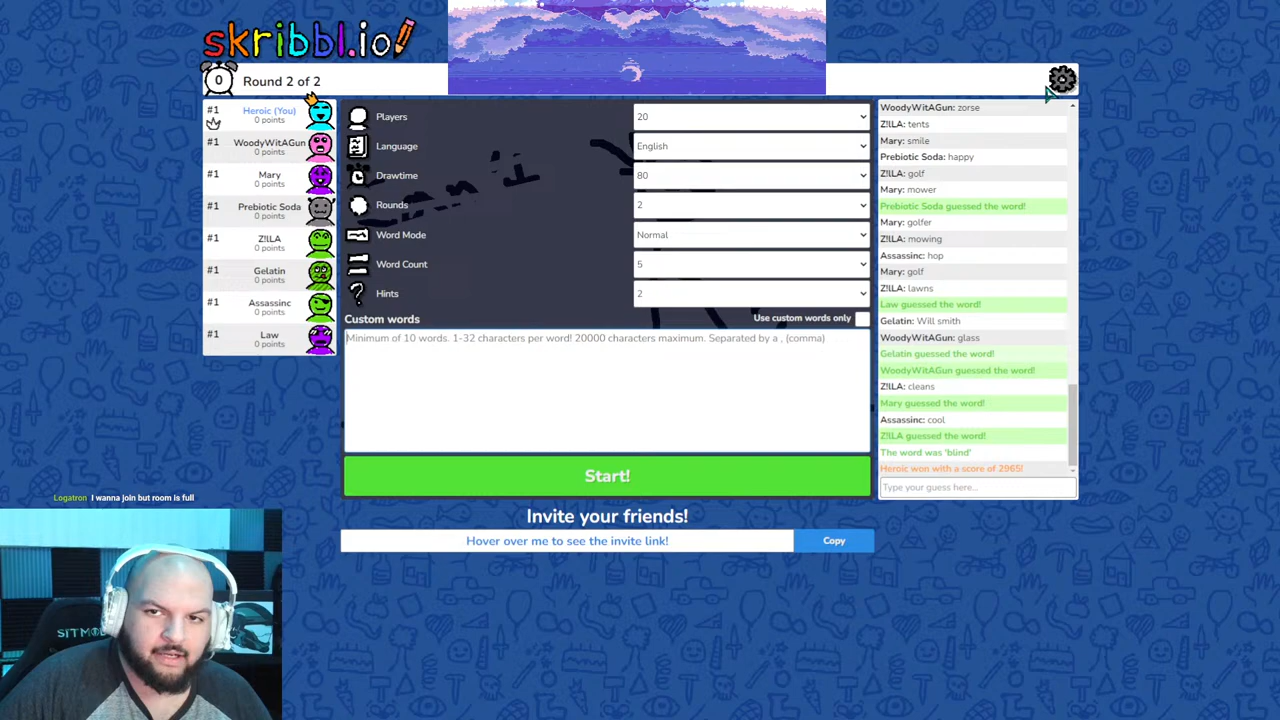 skribbl.io!
0
Round 2 of 2
#1
Heroic (You)
0 points
#1
WoodyWitAGun
0 points
#1
Mary
0 points
#1
Prebiotic Soda
0 points
#1
Z!lLA
0 points
#1
Gelatin
0 points
#1
Assassinc
0 points
#1
Law
0 points
Players
20
Language
English
Drawtime
80
Rounds
2
Word Mode
Normal
Word Count
5
Hints
2
Custom words
Use custom words only
Minimum of 10 words. 1-32 characters per word! 20000 characters maximum. Separated by a , (comma)
Start!
Invite your friends!
Hover over me to see the invite link!
Copy
WoodyWitAGun: zorse
Z!lLA: tents
Mary: smile
Prebiotic Soda: happy
Z!lLA: golf
Mary: mower
Prebiotic Soda guessed the word!
Mary: golfer
Z!lLA: mowing
Assassinc: hop
Mary: golf
Z!lLA: lawns
Law guessed the word!
Gelatin: Will smith
WoodyWitAGun: glass
Gelatin guessed the word!
WoodyWitAGun guessed the word!
Z!lLA: cleans
Mary guessed the word!
Assassinc: cool
Z!lLA guessed the word!
The word was 'blind'
Heroic won with a score of 2965!
Type your guess here...
Logatron I wanna join but room is full